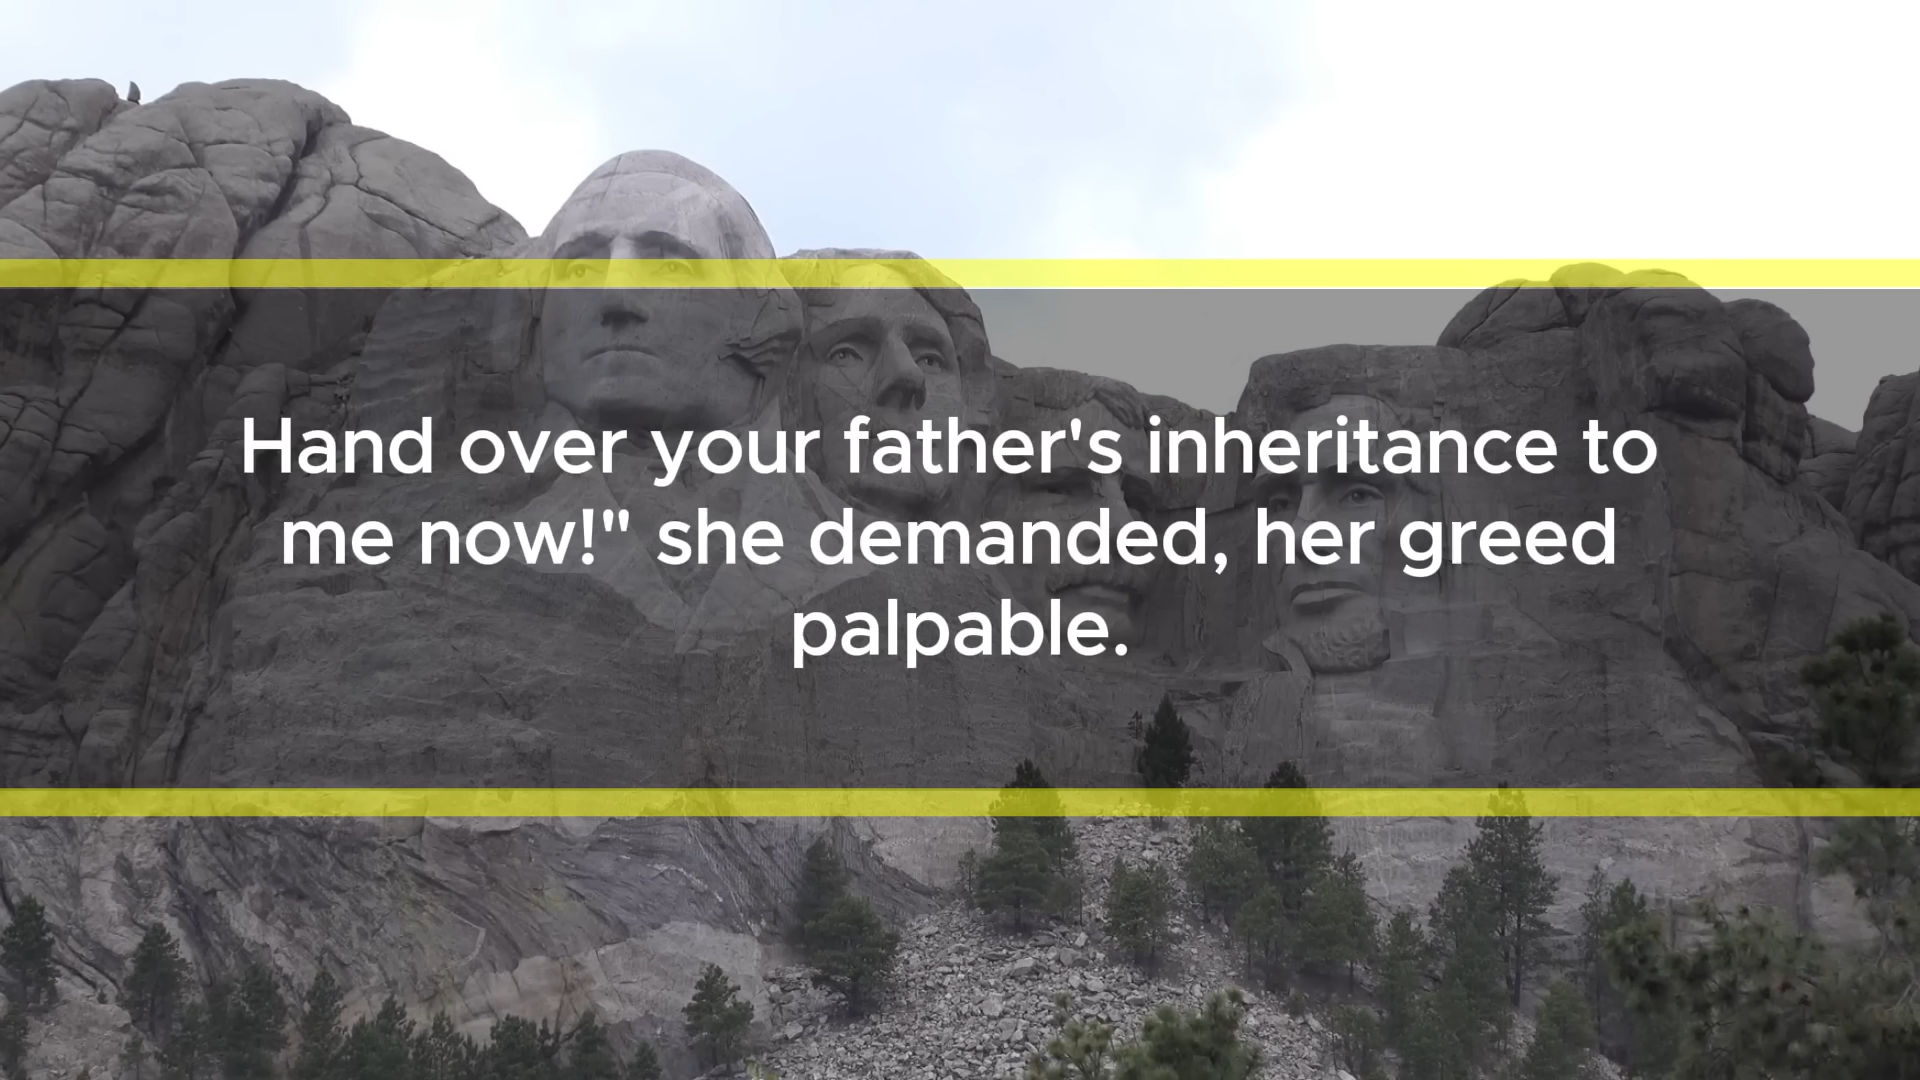 Hand over your father's inheritance to
me now!" she demanded, her greed
palpable.